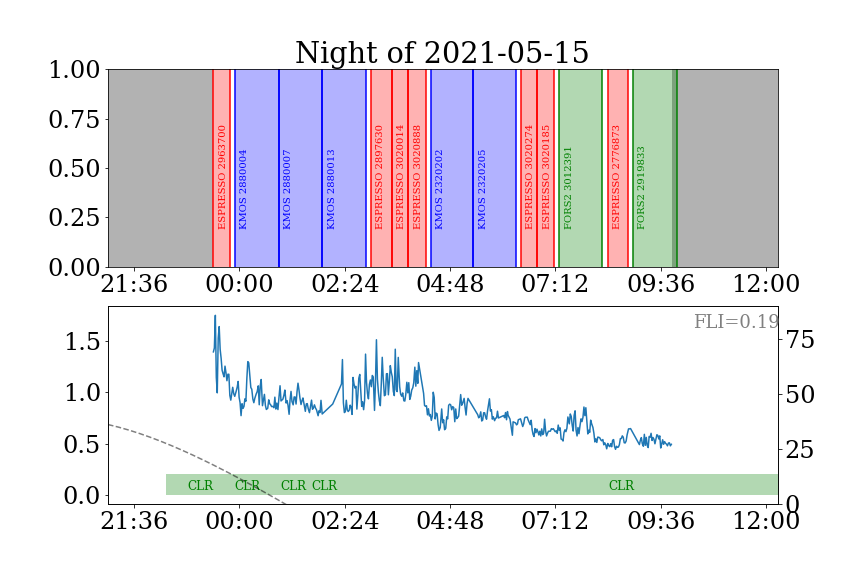 Night of 2021-05-15
1.00
0.75
0.50
0.25
0.00
ESPRESSO 2963700
KMOS 2880004
KMOS 2880007
KMOS 2880013
ESPRESSO 2897630
ESPRESSO 3020014
ESPRESSO 3020888
KMOS 2320202
KMOS 2320205
ESPRESSO 3020274
ESPRESSO 3020185
FORS2 3012391
ESPRESSO 2776873
FORS2 2919833
21:36 00:00 02:24 04:48 07:12 09:36 12:00
FLI=0.19
1.5
1.0
0.5
0.0
75
50
25
0
CLR CLR CLR CLR CLR
21:36 00:00 02:24 04:48 07:12 09:36 12:00